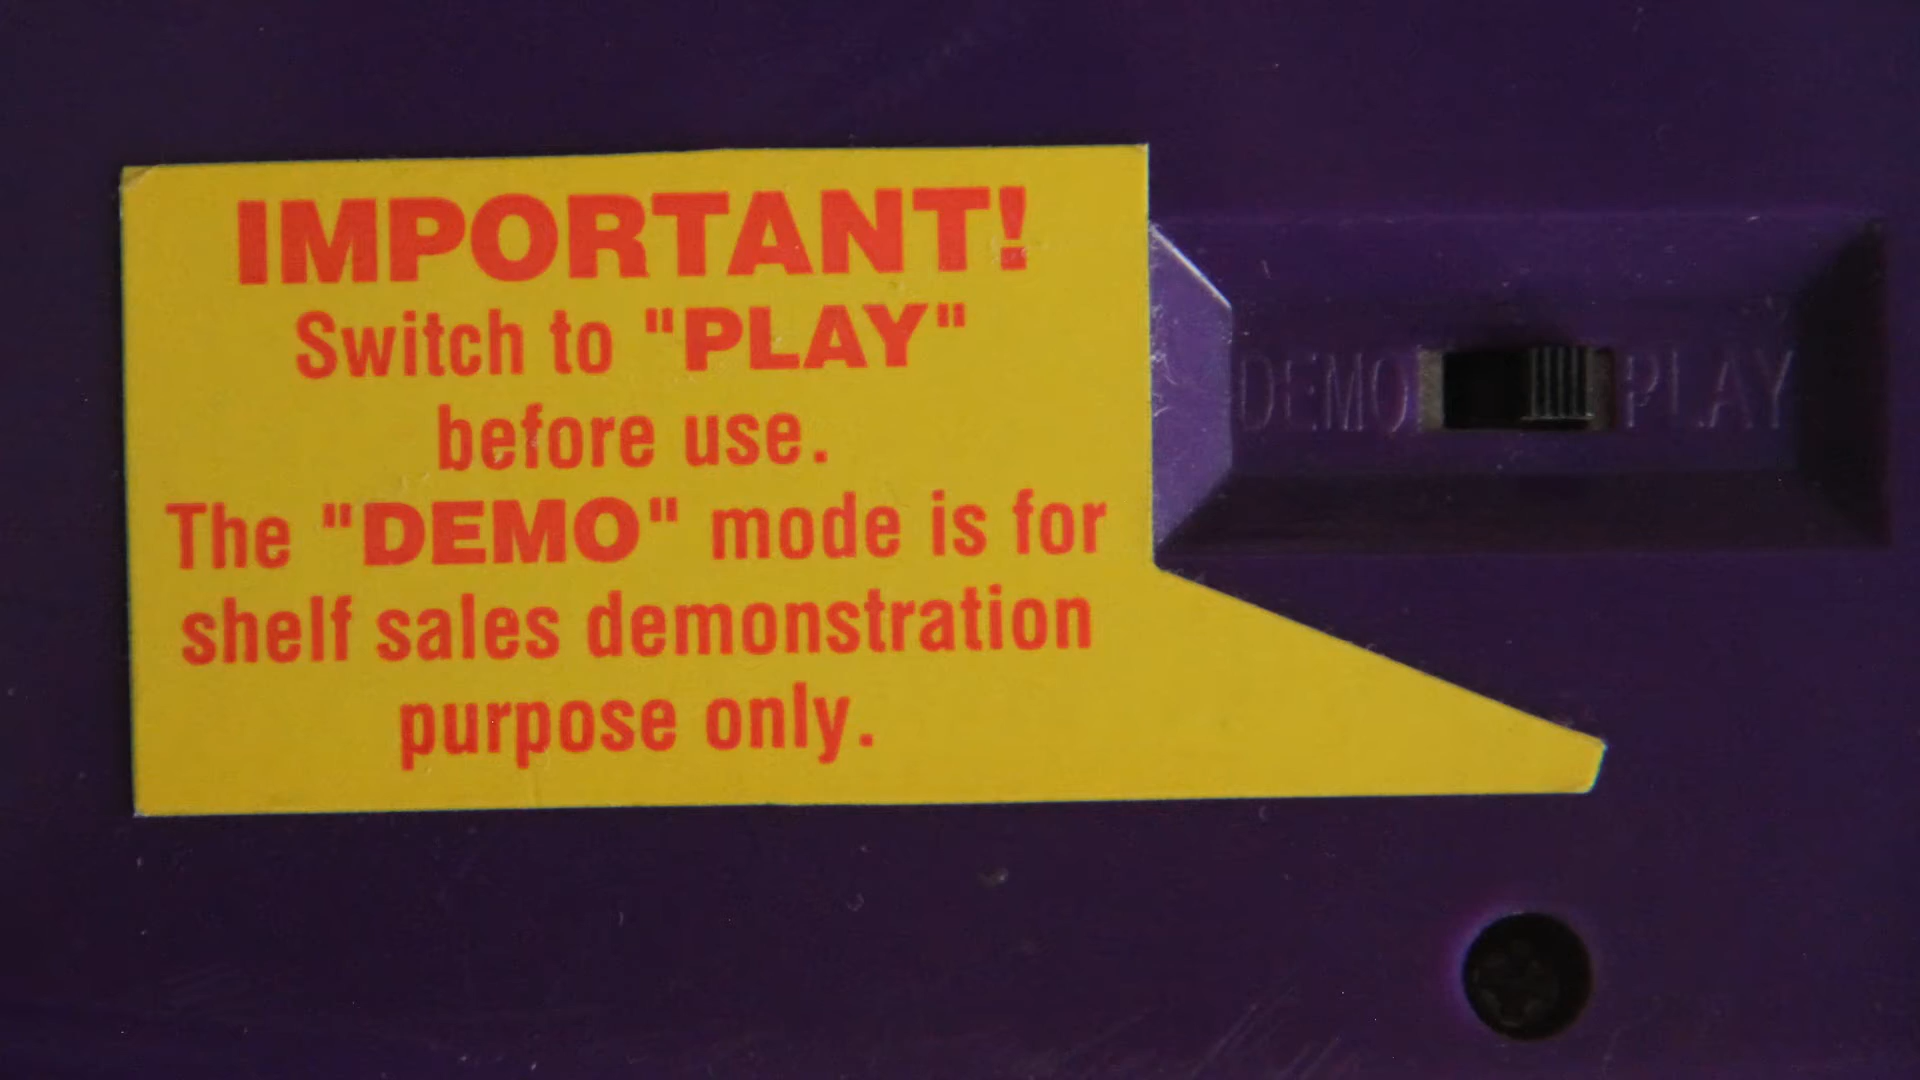 IMPORTANT!
Switch to "PLAY"
before use.
The "DEMO" mode is for
shelf sales demonstration
purpose only.
DEMO PLAY